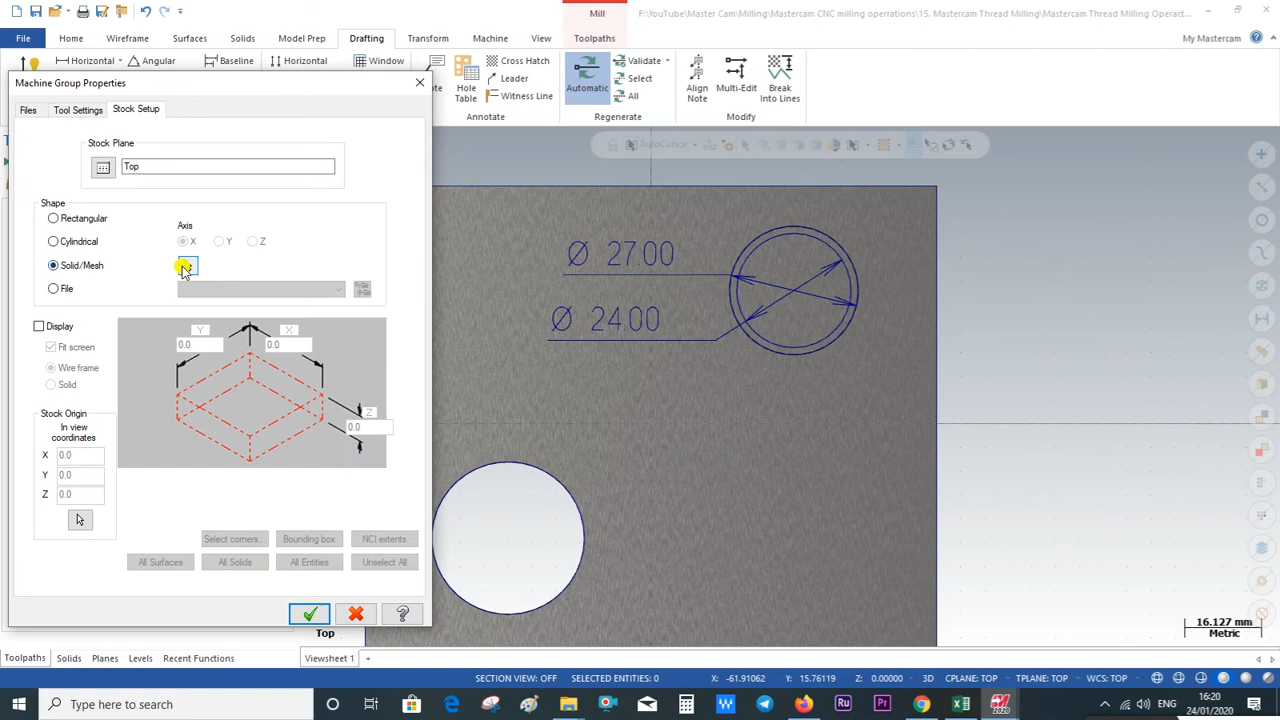 Mill
F:\YouTube\Master Cam\Milling\Mastercam CNC milling operrations\15. Mastercam Thread Milling\Mastercam Thread Milling Operact...
File
Home
Wireframe
Surfaces
Solids
Model Prep
Drafting
Transform
Machine
View
Toolpaths
My Mastercam
Horizontal
Angular
Baseline
Horizontal
Window
Cross Hatch
Leader
Witness Line
Hole
Table
Annotate
Automatic
Validate
Select
All
Regenerate
Align
Note
Multi-Edit
Break
Into Lines
Modify
Machine Group Properties
Files
Tool Settings
Stock Setup
Stock Plane
Top
Shape
Rectangular
Cylindrical
Solid/Mesh
File
Axis
X
Y
Z
Display
Fit screen
Wire frame
Solid
Y
0.0
X
0.0
Z
0.0
Stock Origin
In view
coordinates
X 0.0
Y 0.0
Z 0.0
Select corners...
Bounding box
NCI extents
All Surfaces
All Solids
All Entities
Unselect All
AutoCursor
Ø 27.00
Ø 24.00
16.127 mm
Metric
Top
Toolpaths
Solids
Planes
Levels
Recent Functions
Viewsheet 1
+
SECTION VIEW: OFF
SELECTED ENTITIES: 0
X: -61.91062
Y: 15.76119
Z: 0.00000
3D
CPLANE: TOP
TPLANE: TOP
WCS: TOP
Type here to search
ENG
16:20
24/01/2020